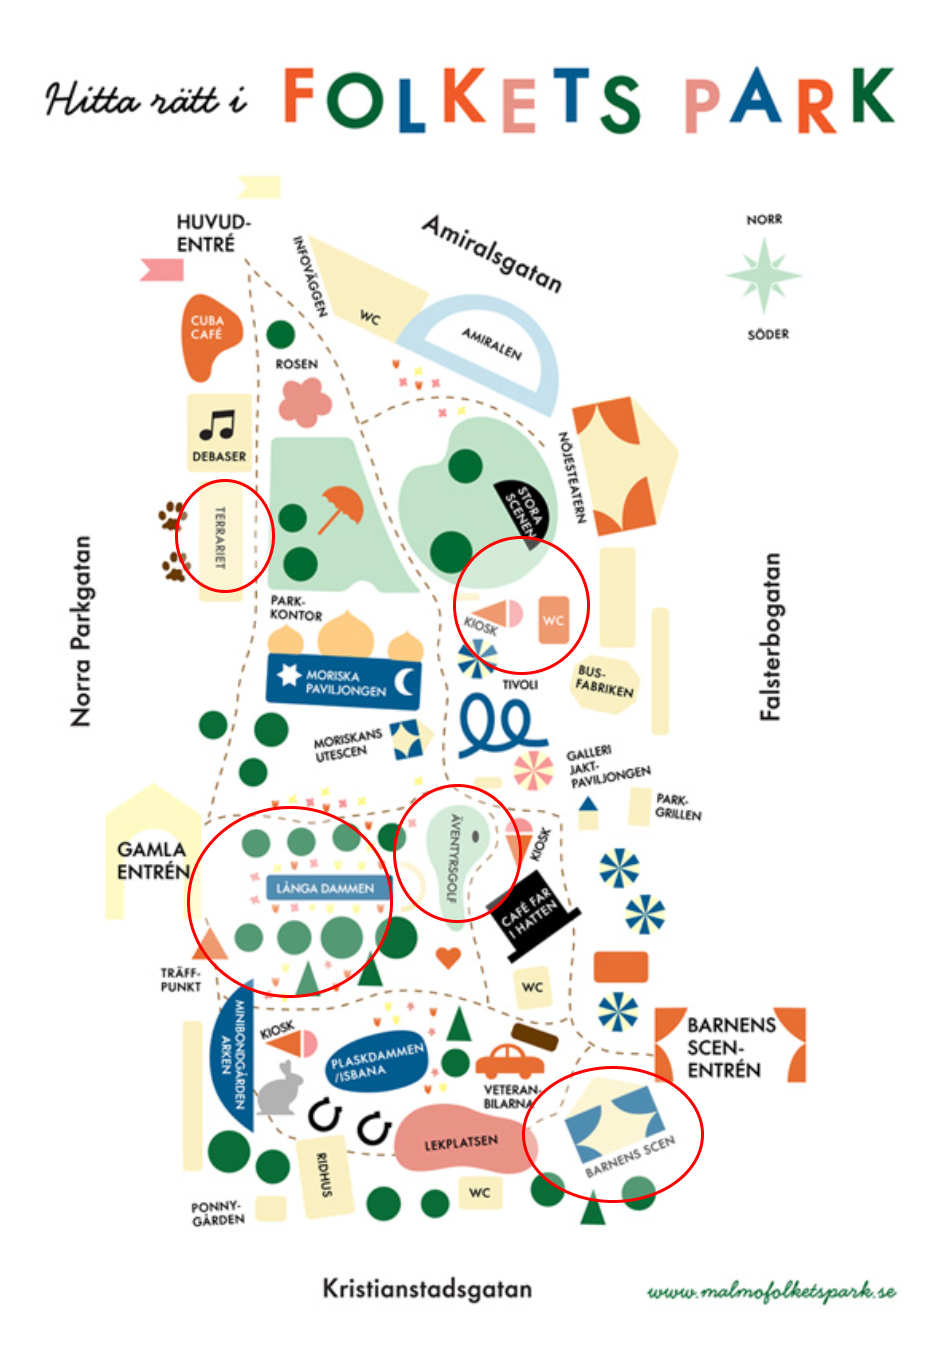 Hitta rätt i FOLKETS PARK
HUVUD-
ENTRÉ
Amiralsgatan
NORR
SÖDER
INFOVÄGGEN
WC
AMIRALEN
CUBA
CAFÉ
ROSEN
DEBASER
NÖJESTEATERN
STORA
SCENEN
TERRARIET
Norra Parkgatan
Falsterbogatan
PARK-
KONTOR
KIOSK
WC
MORISKA
PAVILJONGEN
TIVOLI
BUS-
FABRIKEN
MORISKANS
UTESCEN
GALLERI
JAKT-
PAVILJONGEN
PARK-
GRILLEN
GAMLA
ENTRÉN
ÄVENTYRSGOLF
KIOSK
LÅNGA DAMMEN
CAFÉ FAR
I HATTEN
TRÄFF-
PUNKT
WC
MINIBONDGÅRDEN
ARKEN
KIOSK
PLASKDAMMEN
/ISBANA
BARNENS
SCEN-
ENTRÉN
VETERAN-
BILARNA
LEKPLATSEN
BARNENS SCEN
RIDHUS
WC
PONNY-
GÅRDEN
Kristianstadsgatan
www.malmofolketspark.se